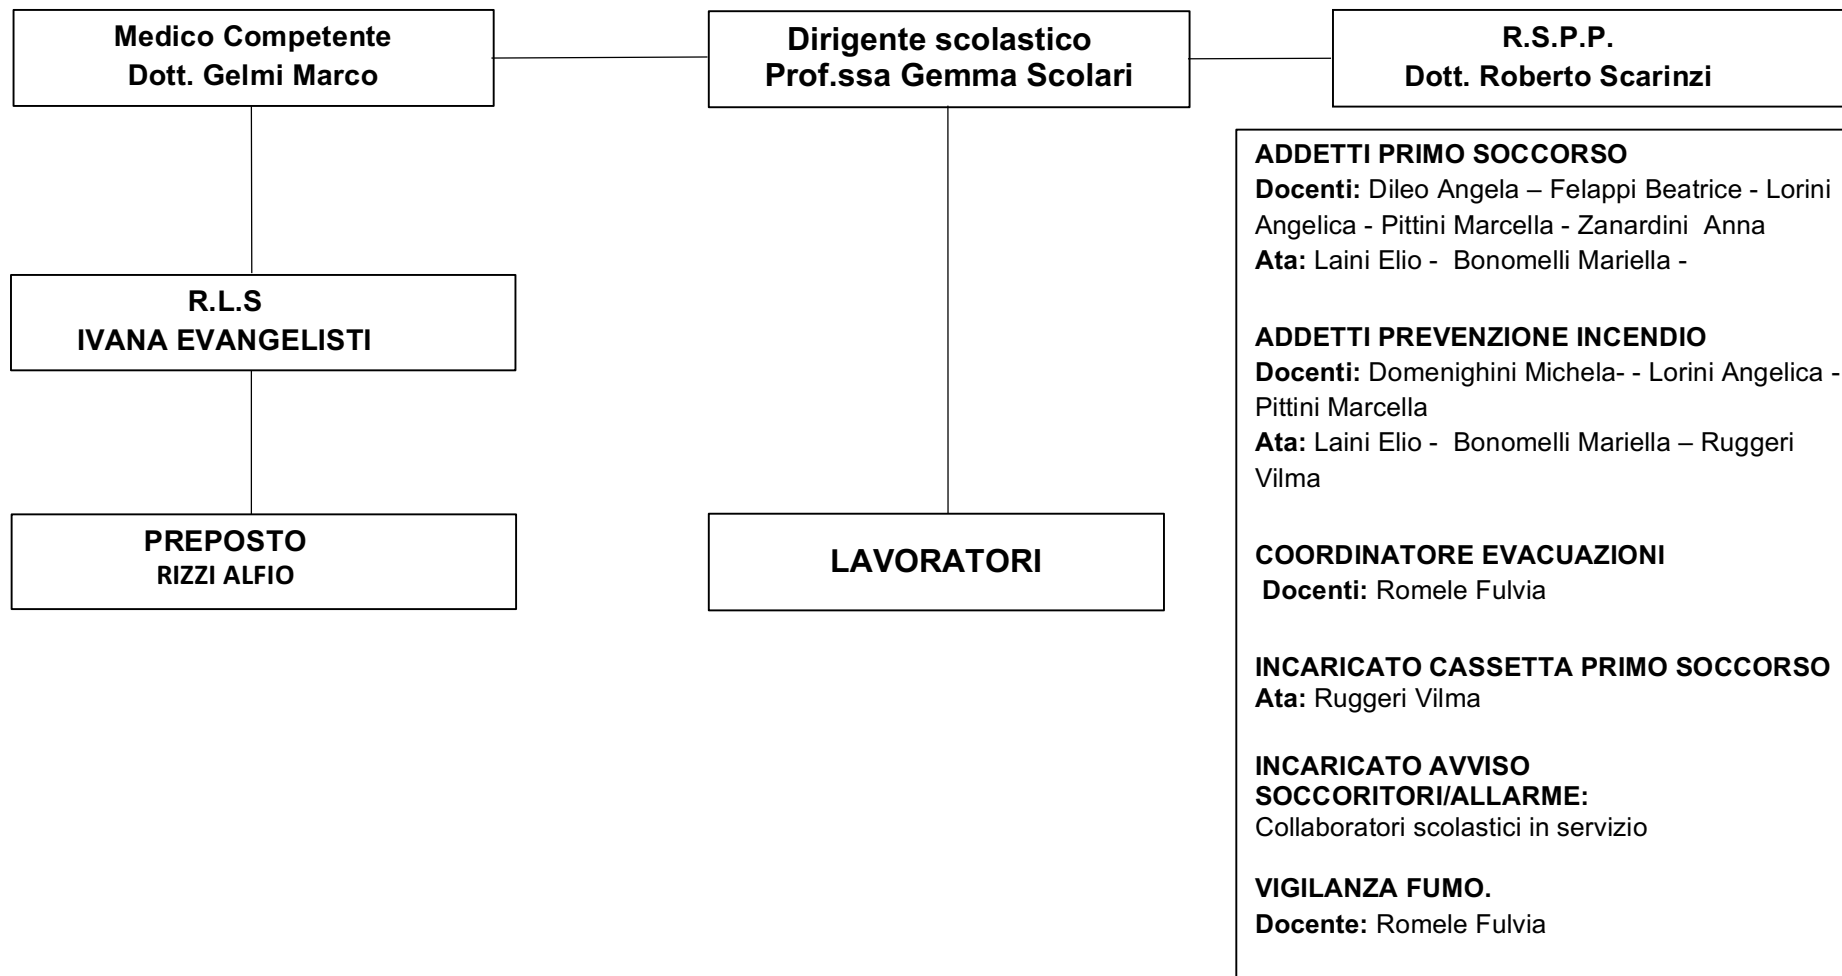 Medico Competente
Dott. Gelmi Marco
Dirigente scolastico
Prof.ssa Gemma Scolari
R.S.P.P.
Dott. Roberto Scarinzi
R.L.S
IVANA EVANGELISTI
PREPOSTO
RIZZI ALFIO
LAVORATORI
ADDETTI PRIMO SOCCORSO
Docenti: Dileo Angela – Felappi Beatrice - Lorini
Angelica - Pittini Marcella - Zanardini  Anna
Ata: Laini Elio -  Bonomelli Mariella -
ADDETTI PREVENZIONE INCENDIO
Docenti: Domenighini Michela- - Lorini Angelica -
Pittini Marcella
Ata: Laini Elio -  Bonomelli Mariella – Ruggeri
Vilma
COORDINATORE EVACUAZIONI
Docenti: Romele Fulvia
INCARICATO CASSETTA PRIMO SOCCORSO
Ata: Ruggeri Vilma
INCARICATO AVVISO
SOCCORITORI/ALLARME:
Collaboratori scolastici in servizio
VIGILANZA FUMO.
Docente: Romele Fulvia